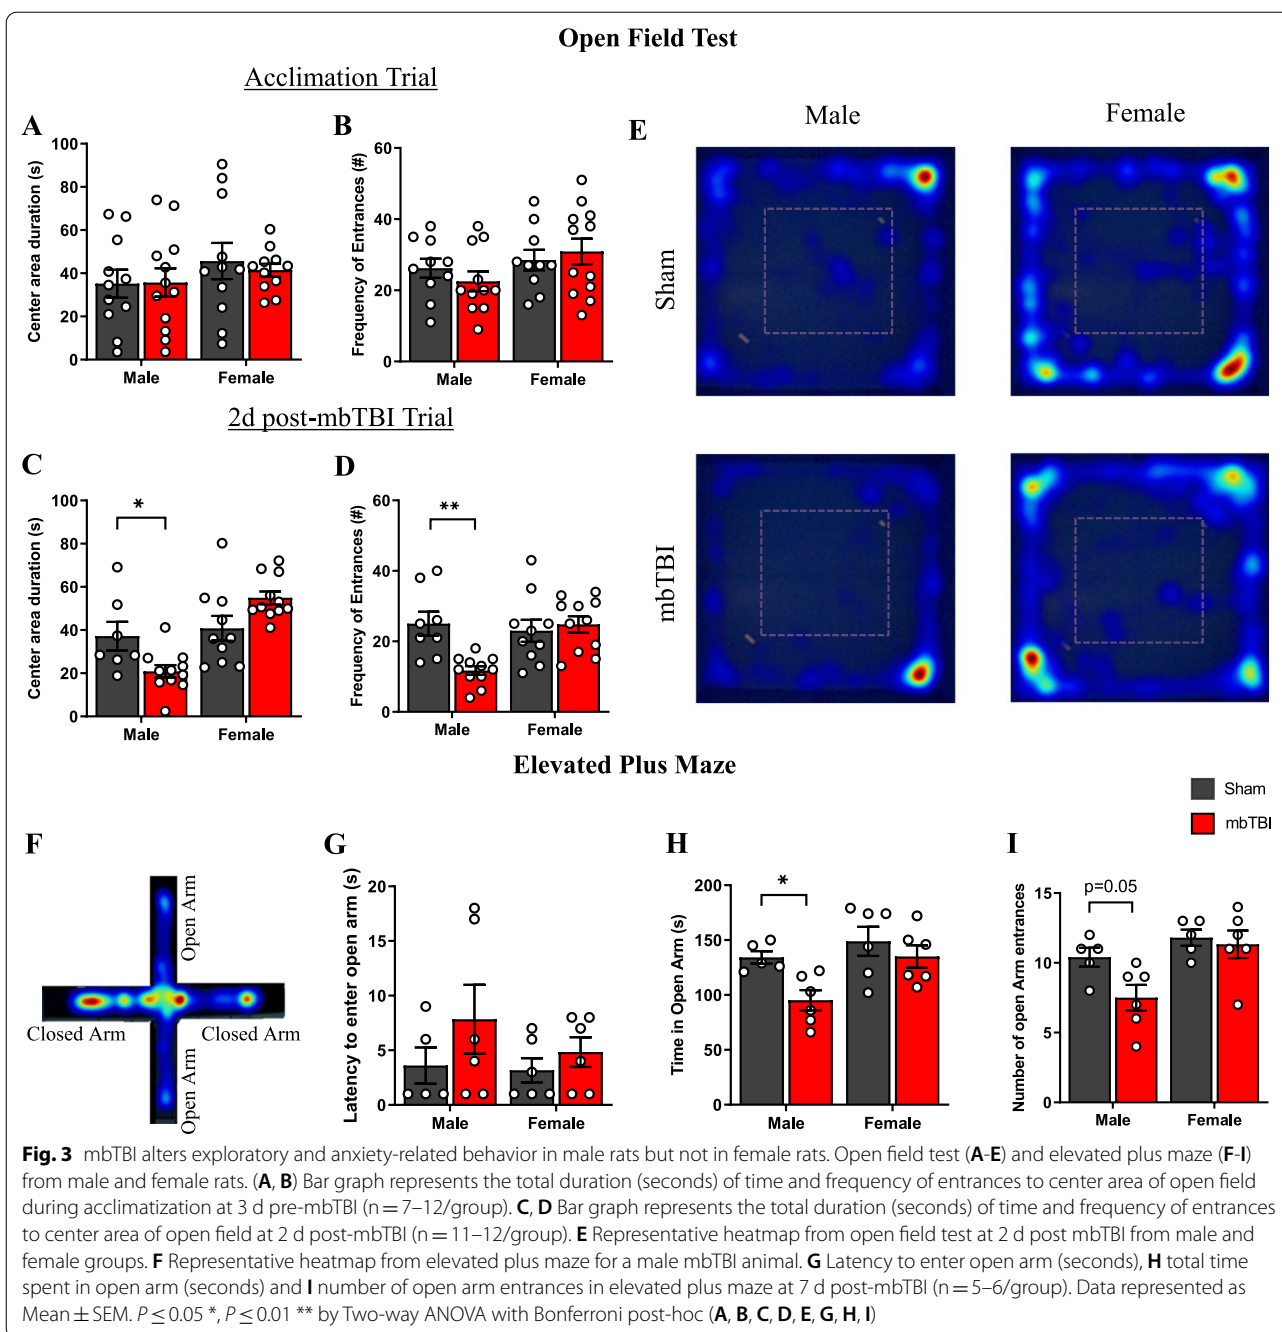 Open Field Test
Acclimation Trial
A
Center area duration (s)
100
80
60
40
20
0
Male
Female
B
Frequency of Entrances (#)
60
40
20
0
Male
Female
2d post-mbTBI Trial
C
Center area duration (s)
100
80
60
40
20
0
*
Male
Female
D
Frequency of Entrances (#)
60
40
20
0
**
Male
Female
E
Male
Female
Sham
mbTBI
Elevated Plus Maze
Sham
mbTBI
F
Open Arm
Closed Arm
Closed Arm
Open Arm
G
Latency to enter open arm (s)
20
15
10
5
0
Male
Female
H
Time in Open Arm (s)
200
150
100
50
0
*
Male
Female
I
Number of open Arm entrances
15
10
5
0
p=0.05
Male
Female
Fig. 3 mbTBI alters exploratory and anxiety-related behavior in male rats but not in female rats. Open field test (A-E) and elevated plus maze (F-I)
from male and female rats. (A, B) Bar graph represents the total duration (seconds) of time and frequency of entrances to center area of open field
during acclimatization at 3 d pre-mbTBI (n = 7–12/group). C, D Bar graph represents the total duration (seconds) of time and frequency of entrances
to center area of open field at 2 d post-mbTBI (n = 11–12/group). E Representative heatmap from open field test at 2 d post mbTBI from male and
female groups. F Representative heatmap from elevated plus maze for a male mbTBI animal. G Latency to enter open arm (seconds), H total time
spent in open arm (seconds) and I number of open arm entrances in elevated plus maze at 7 d post-mbTBI (n = 5–6/group). Data represented as
Mean ± SEM. P ≤ 0.05 *, P ≤ 0.01 ** by Two-way ANOVA with Bonferroni post-hoc (A, B, C, D, E, G, H, I)